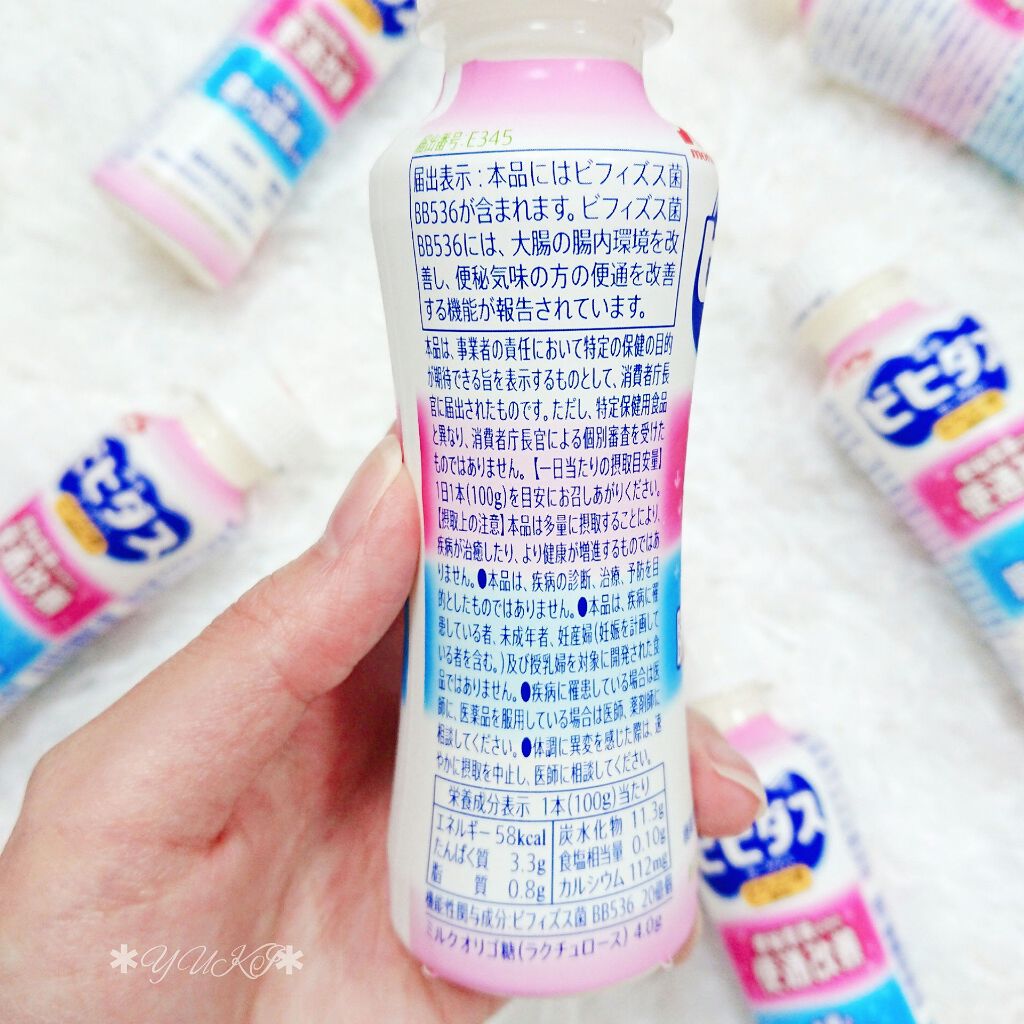 届出番号:E345
届出表示:本品にはビフィズス菌
BB536が含まれます。ビフィズス菌
BB536には、大腸の腸内環境を改
善し、便秘気味の方の便通を改善
する機能が報告されています。
本品は、事業者の責任において特定の保健の目的
が期待できる旨を表示するものとして、消費者庁長
官に届出されたものです。ただし、特定保健用食品
と異なり、消費者庁長官による個別審査を受けた
ものではありません。【一日当たりの摂取目安量】
1日1本(100g)を目安にお召しあがりください。
【摂取上の注意】本品は多量に摂取することにより、
疾病が治癒したり、より健康が増進するものではあ
りません。●本品は、疾病の診断、治療、予防を目
的としたものではありません。●本品は、疾病に罹
患している者、未成年者、妊産婦(妊娠を計画して
いる者を含む。)及び授乳婦を対象に開発された食
品ではありません。●疾病に罹患している場合は医
師に、医薬品を服用している場合は医師、薬剤師に
相談してください。●体調に異変を感じた際は、速
やかに摂取を中止し、医師に相談してください。
栄養成分表示 1本(100g)当たり
エネルギー 58kcal 炭水化物 11.3g
たんぱく質 3.3g 食塩相当量 0.10g
脂 質 0.8g カルシウム 112mg
機能性関与成分:ビフィズス菌 BB536 20億個
ミルクオリゴ糖(ラクチュロース) 4.0g
ビヒダス
便通改善
ビヒダス
便通改善
ビヒダス
便通改善
便通改善
*YUKI*